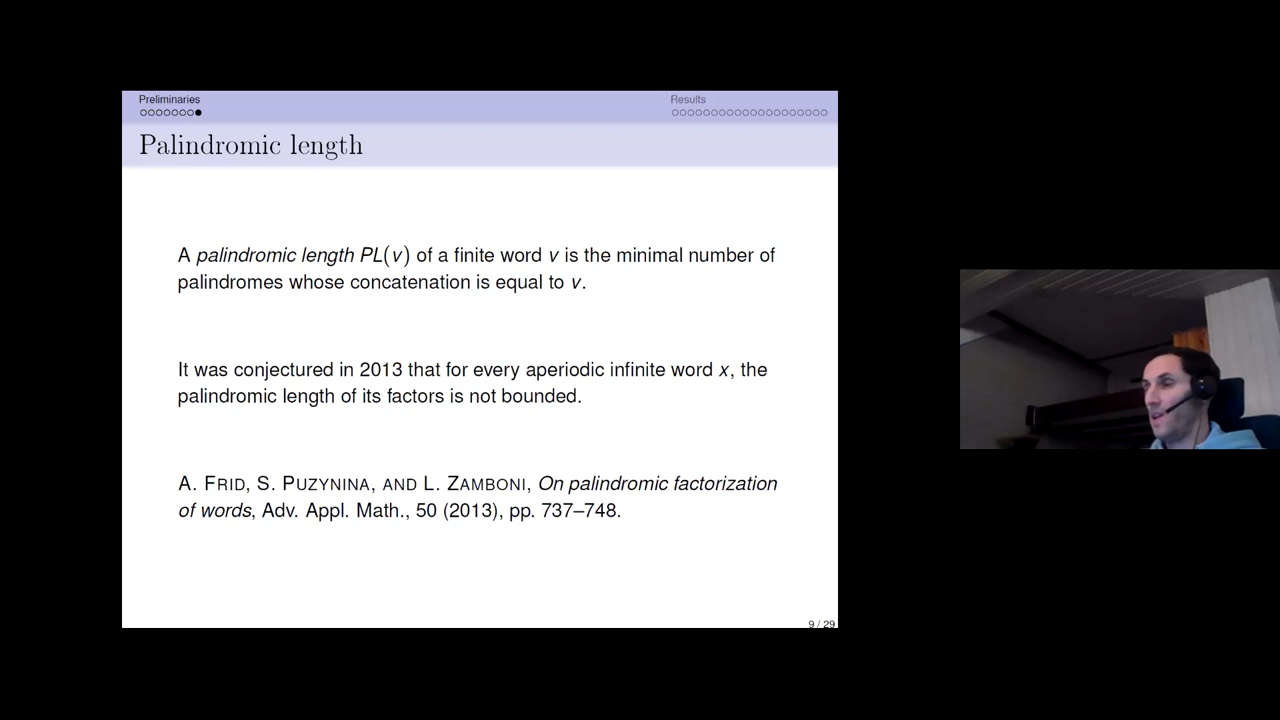 Preliminaries
Results
Palindromic length
A palindromic length PL(v) of a finite word v is the minimal number of
palindromes whose concatenation is equal to v.
It was conjectured in 2013 that for every aperiodic infinite word x, the
palindromic length of its factors is not bounded.
A. FRID, S. PUZYNINA, AND L. ZAMBONI, On palindromic factorization
of words, Adv. Appl. Math., 50 (2013), pp. 737–748.
9 / 29